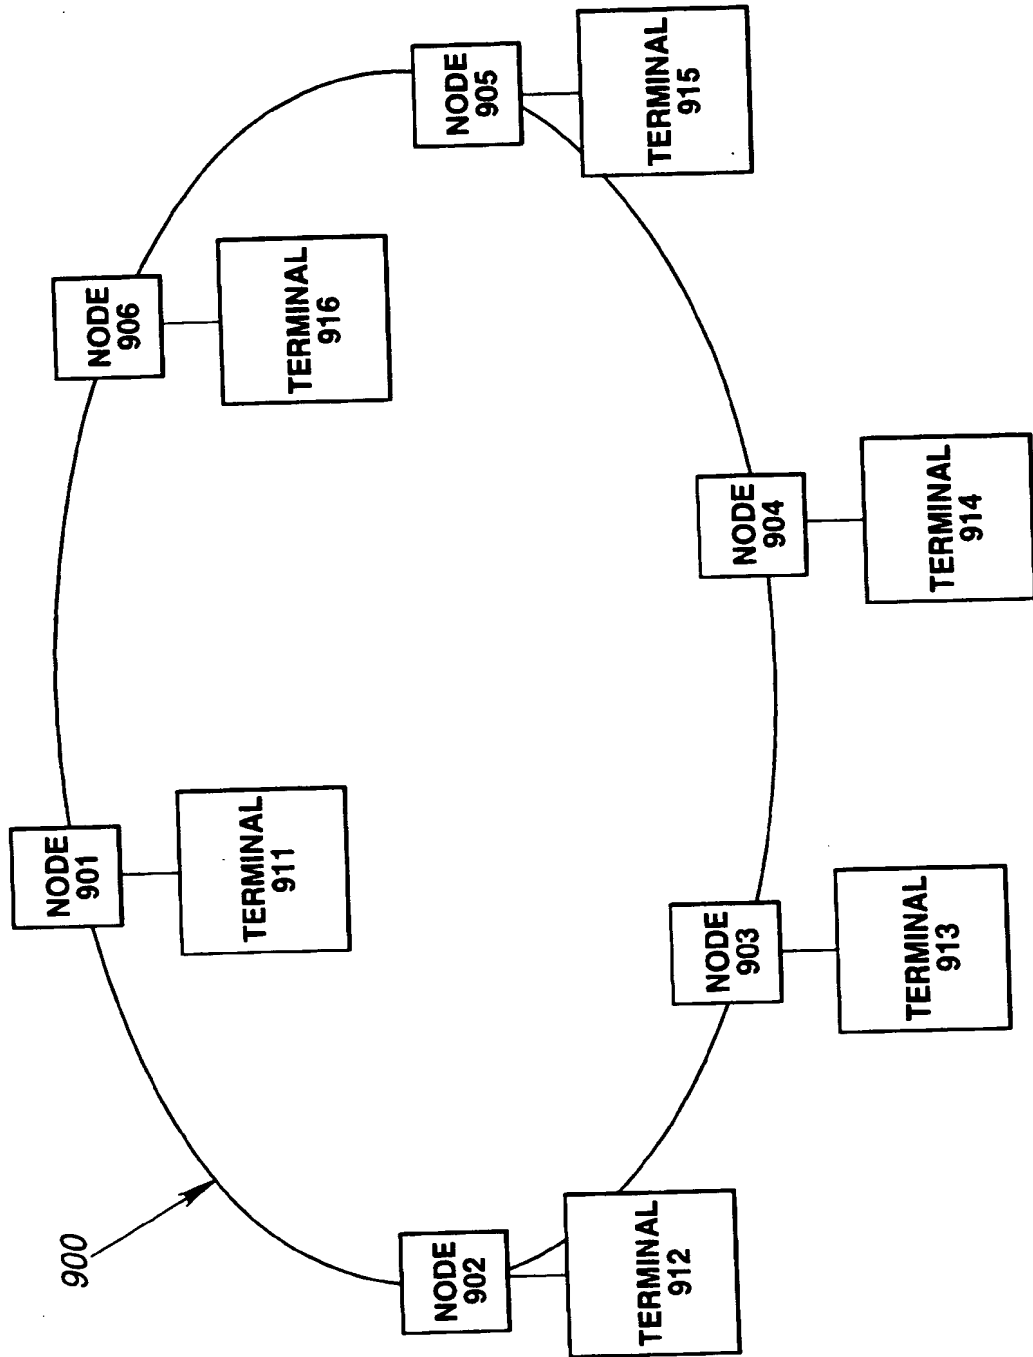 900
NODE
901
TERMINAL
911
NODE
906
TERMINAL
916
NODE
902
TERMINAL
912
NODE
905
TERMINAL
915
NODE
903
TERMINAL
913
NODE
904
TERMINAL
914